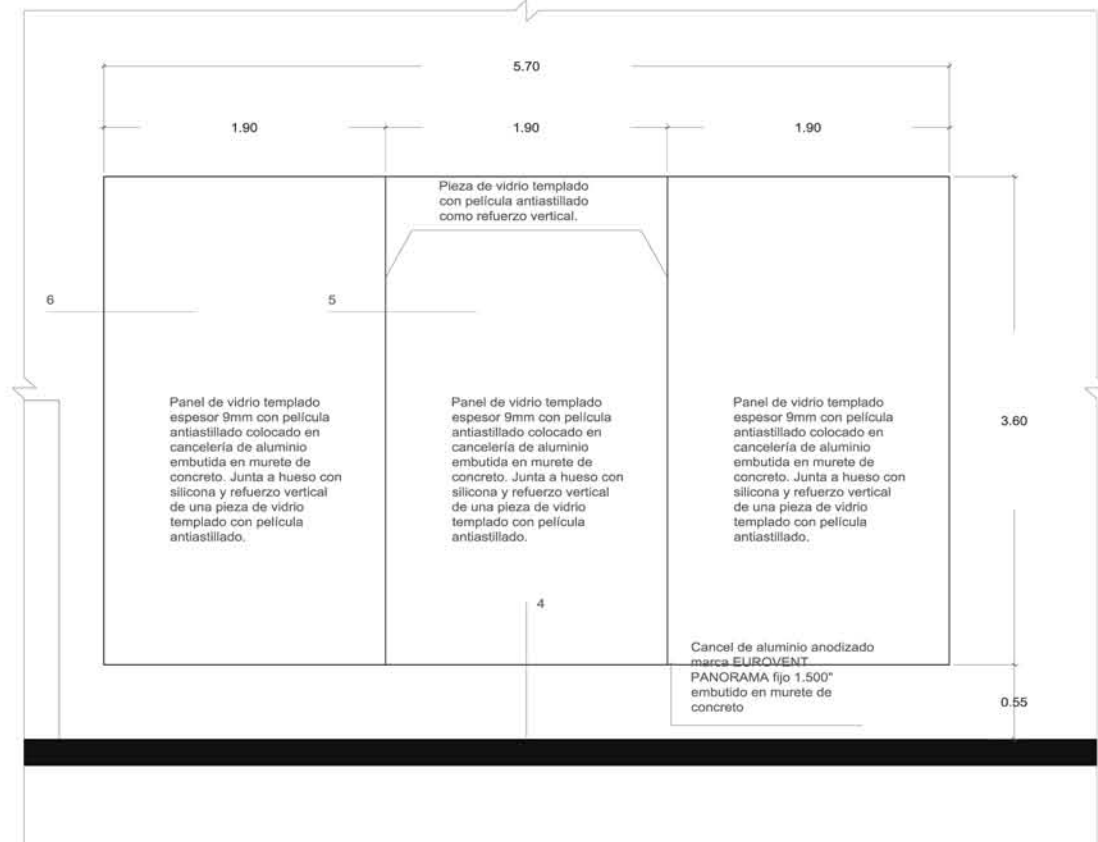 5.70
1.90
1.90
1.90
Pieza de vidrio templado
con película antiastillado
como refuerzo vertical.
6
5
Panel de vidrio templado
espesor 9mm con película
antiastillado colocado en
cancelería de aluminio
embutida en murete de
concreto. Junta a hueso con
silicona y refuerzo vertical
de una pieza de vidrio
templado con película
antiastillado.
Panel de vidrio templado
espesor 9mm con película
antiastillado colocado en
cancelería de aluminio
embutida en murete de
concreto. Junta a hueso con
silicona y refuerzo vertical
de una pieza de vidrio
templado con película
antiastillado.
Panel de vidrio templado
espesor 9mm con película
antiastillado colocado en
cancelería de aluminio
embutida en murete de
concreto. Junta a hueso con
silicona y refuerzo vertical
de una pieza de vidrio
templado con película
antiastillado.
3.60
4
Cancel de aluminio anodizado
marca EUROVENT
PANORAMA fijo 1.500"
embutido en murete de
concreto
0.55